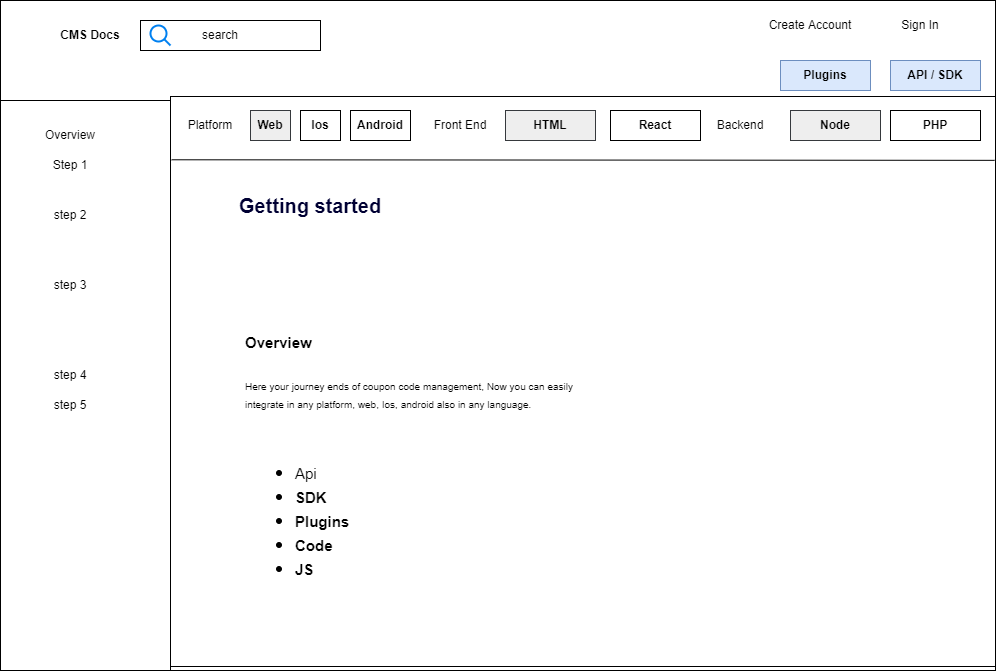 CMS Docs
search
Create Account
Sign In
Plugins
API / SDK
Platform
Web
Ios
Android
Front End
HTML
React
Backend
Node
PHP
Overview
Step 1
step 2
step 3
step 4
step 5
Getting started
Overview
Here your journey ends of coupon code management, Now you can easily
integrate in any platform, web, Ios, android also in any language.
Api
SDK
Plugins
Code
JS